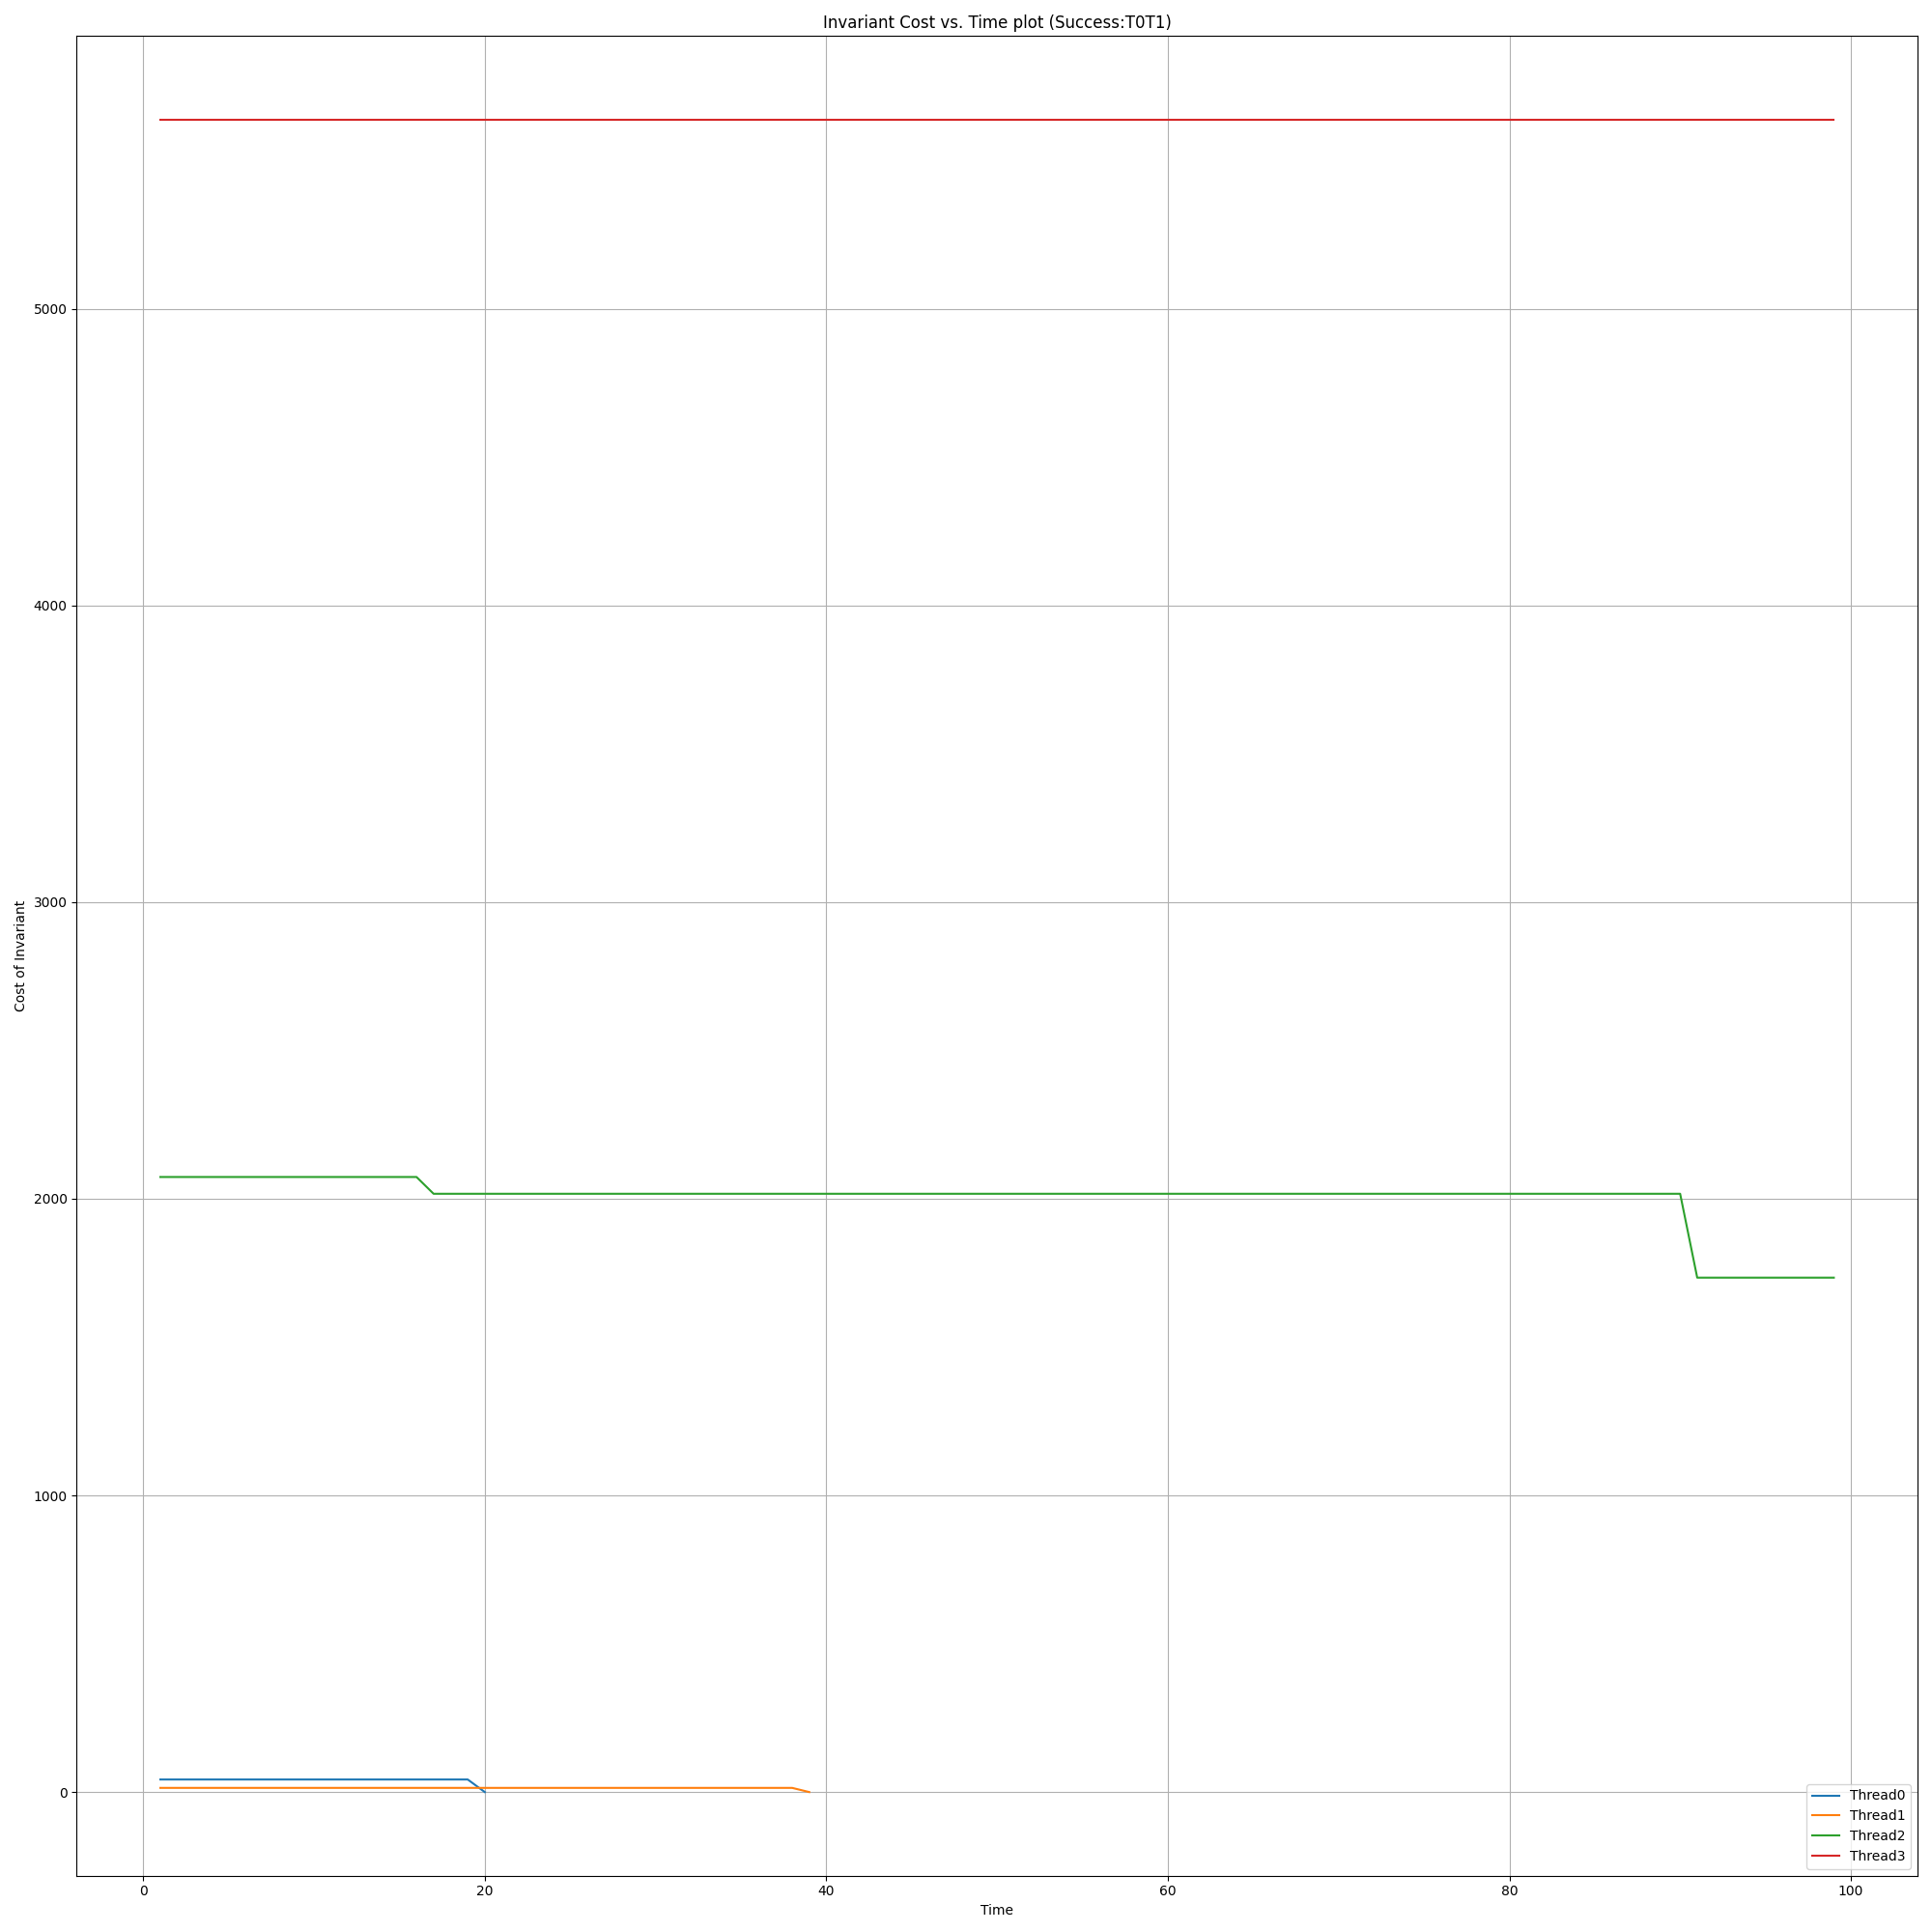 Invariant Cost vs. Time plot (Success:T0T1)
5000
4000
3000
2000
1000
0
Cost of Invariant
0 20 40 60 80 100
Time
Thread0
Thread1
Thread2
Thread3